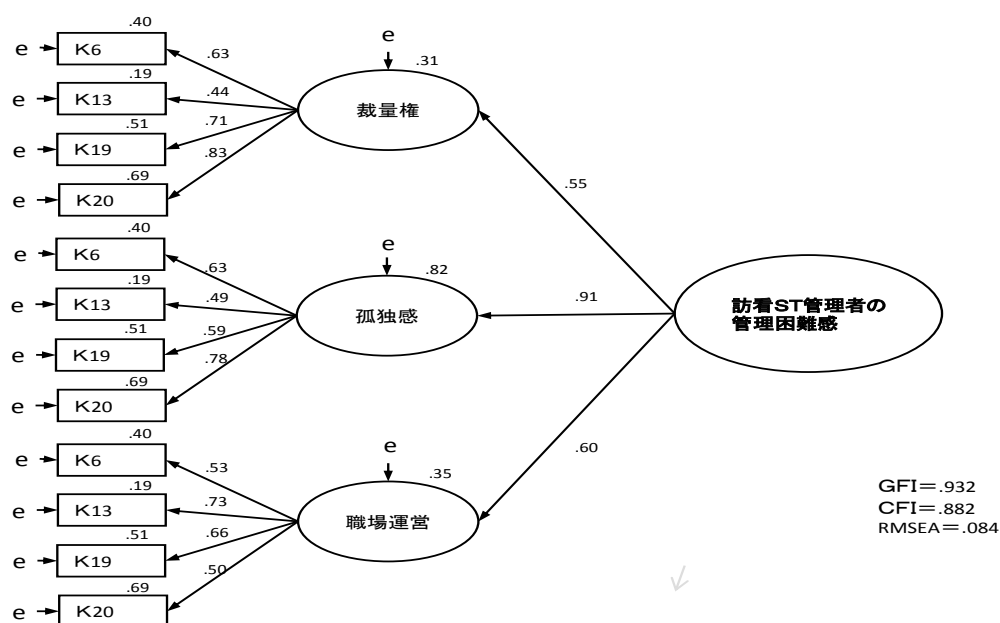 .40
e K6 .63
.19
e K13 .44
.51
e K19 .71
.69 .83
e K20
e
.31
裁量権
.55
.40
e K6 .63
.19
e K13 .49
.51
e K19 .59
.69 .78
e K20
e
.82
孤独感
.91
.40
e K6 .53
.19
e K13 .73
.51
e K19 .66
.69 .50
e K20
e
.35
職場運営
.60
訪看ST管理者の
管理困難感
GFI=.932
CFI=.882
RMSEA=.084